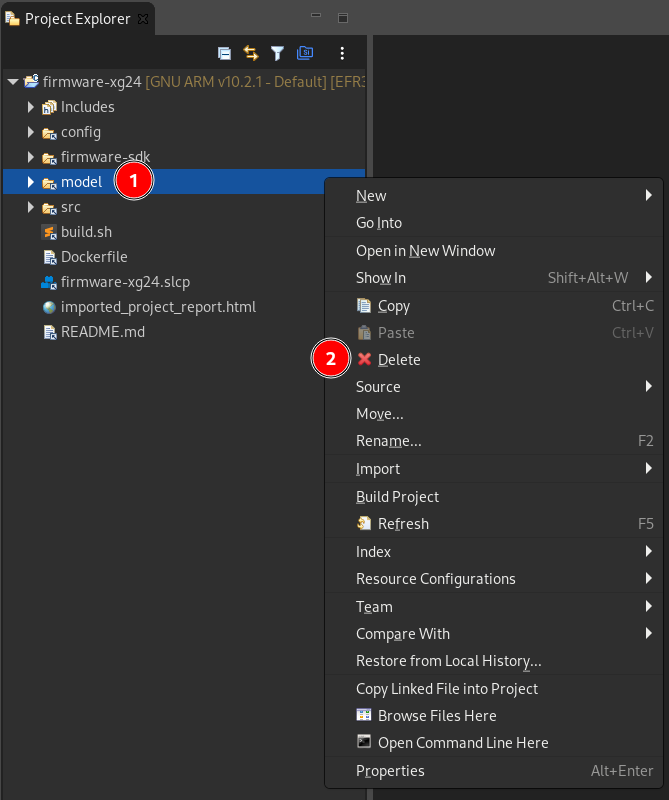 Project Explorer
firmware-xg24 [GNU ARM v10.2.1 - Default] [EFR3
Includes
config
firmware-sdk
model 1
src
build.sh
Dockerfile
firmware-xg24.slcp
imported_project_report.html
README.md
New
Go Into
Open in New Window
Show In Shift+Alt+W
Copy Ctrl+C
Paste Ctrl+V
2 Delete
Source
Move...
Rename... F2
Import
Build Project
Refresh F5
Index
Resource Configurations
Team
Compare With
Restore from Local History...
Copy Linked File into Project
Browse Files Here
Open Command Line Here
Properties Alt+Enter